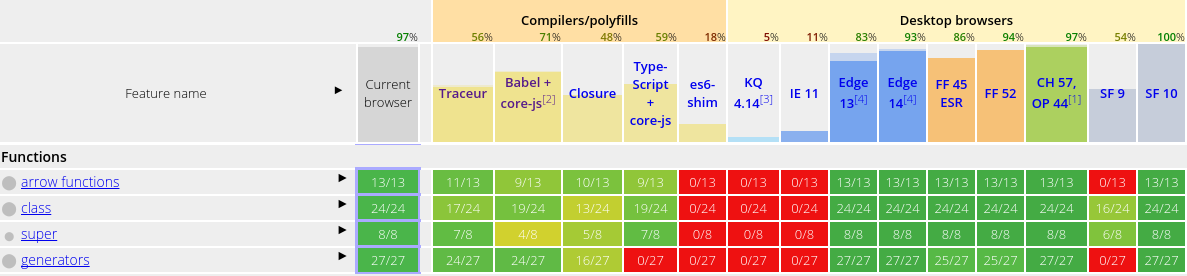 Compilers/polyfills Desktop browsers
97% 56% 71% 48% 59% 18% 5% 11% 83% 93% 86% 94% 97% 54% 100%
Feature name ► Current browser Traceur Babel + core-js[2] Closure Type-Script + core-js es6-shim KQ 4.14[3] IE 11 Edge 13[4] Edge 14[4] FF 45 ESR FF 52 CH 57, OP 44[1] SF 9 SF 10
Functions
arrow functions ► 13/13 11/13 9/13 10/13 9/13 0/13 0/13 0/13 13/13 13/13 13/13 13/13 13/13 0/13 13/13
class ► 24/24 17/24 19/24 13/24 19/24 0/24 0/24 0/24 24/24 24/24 24/24 24/24 24/24 16/24 24/24
super ► 8/8 7/8 4/8 5/8 7/8 0/8 0/8 0/8 8/8 8/8 8/8 8/8 8/8 6/8 8/8
generators ► 27/27 24/27 24/27 16/27 0/27 0/27 0/27 0/27 27/27 27/27 25/27 25/27 27/27 0/27 27/27